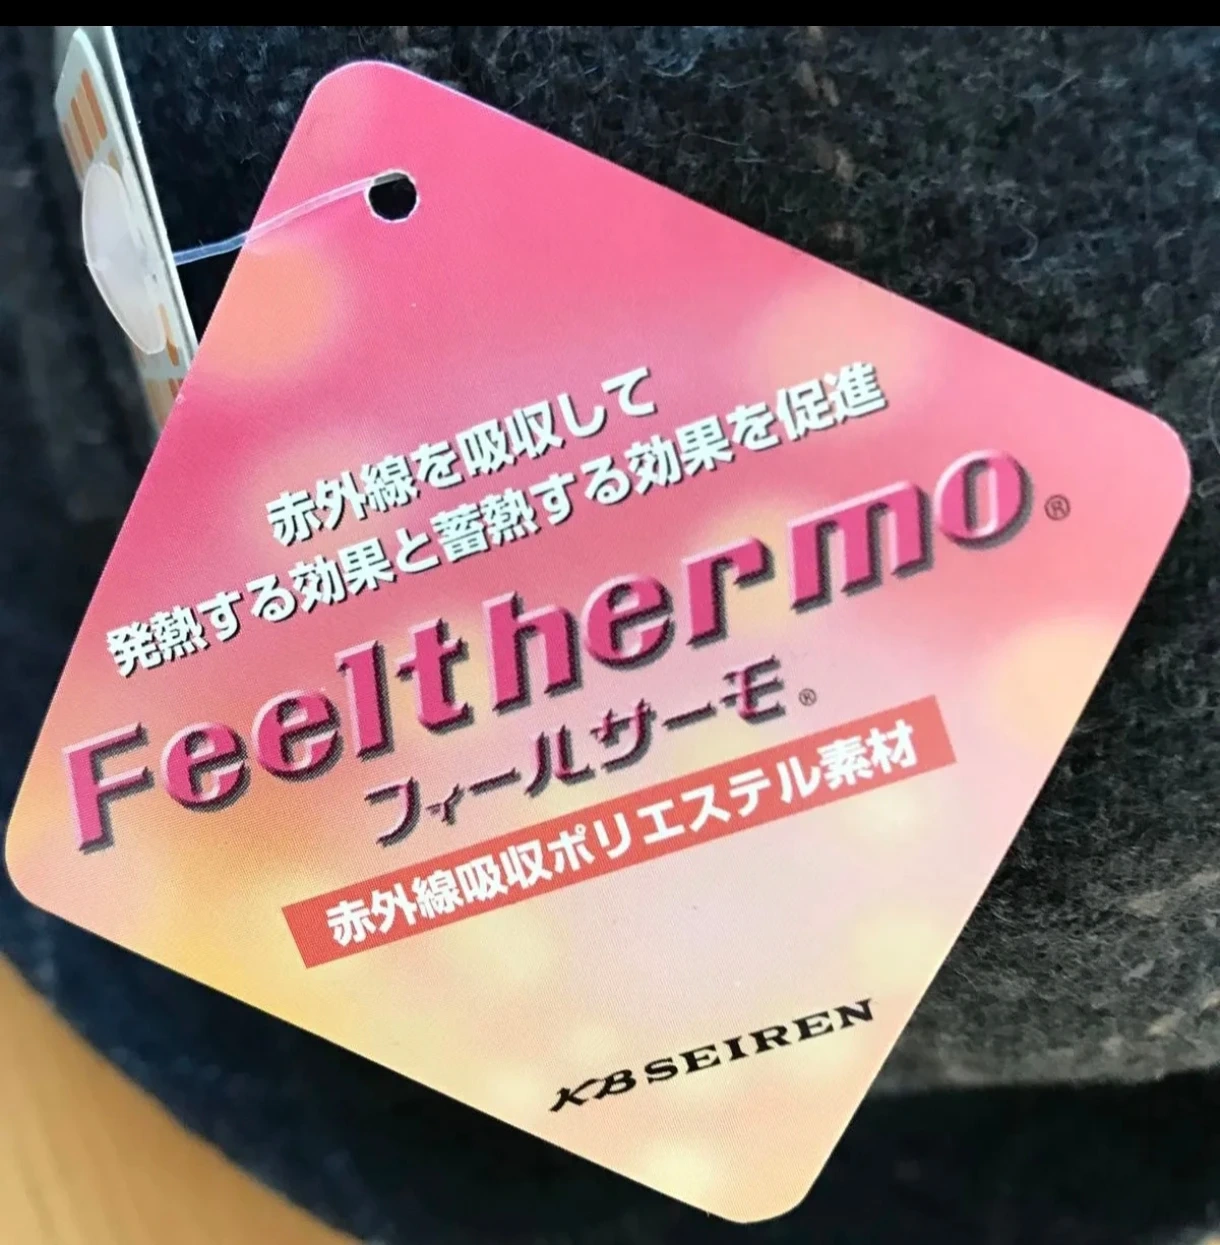 赤外線を吸収して
発熱する効果と蓄熱する効果を促進
Feelthermo®
フィールサーモ®
赤外線吸収ポリエステル素材
KBSEIREN